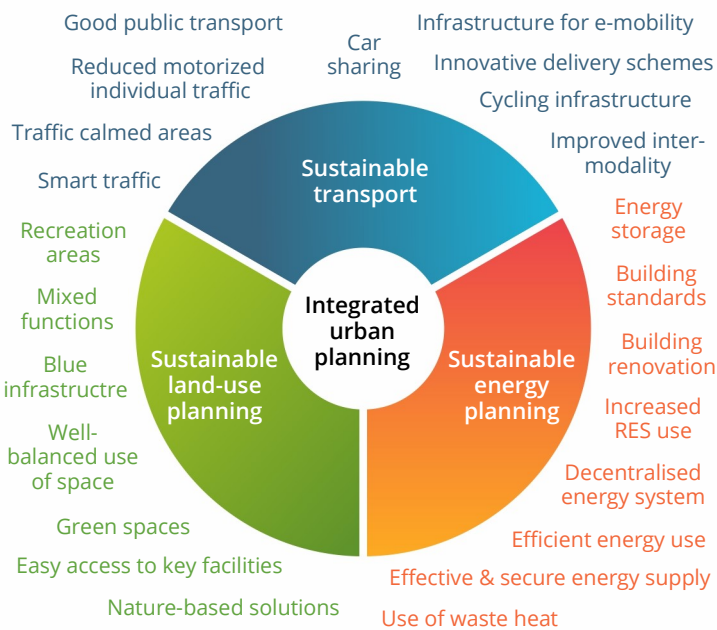 Good public transport
Reduced motorized
individual traffic
Traffic calmed areas
Smart traffic
Car
sharing
Infrastructure for e-mobility
Innovative delivery schemes
Cycling infrastructure
Improved inter-
modality
Sustainable
transport
Integrated
urban
planning
Sustainable
land-use
planning
Sustainable
energy
planning
Recreation
areas
Mixed
functions
Blue
infrastructre
Well-
balanced use
of space
Green spaces
Easy access to key facilities
Nature-based solutions
Energy
storage
Building
standards
Building
renovation
Increased
RES use
Decentralised
energy system
Efficient energy use
Effective & secure energy supply
Use of waste heat